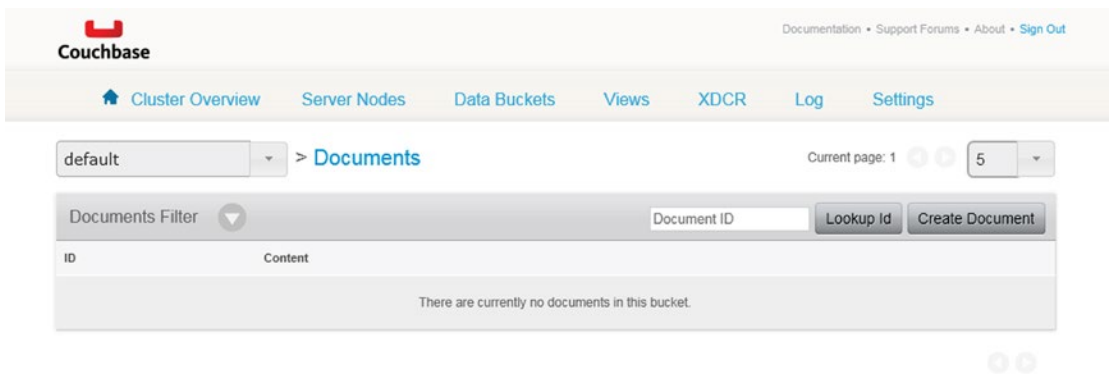 Couchbase
Documentation • Support Forums • About • Sign Out
Cluster Overview Server Nodes Data Buckets Views XDCR Log Settings
default > Documents Current page: 1 5
Documents Filter Document ID Lookup Id Create Document
ID Content
There are currently no documents in this bucket.